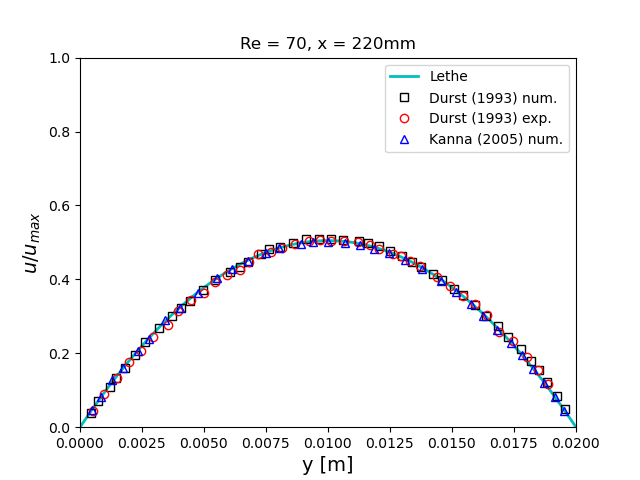 Re = 70, x = 220mm
1.0
0.8
0.6
0.4
0.2
0.0
u/u_max
Lethe
Durst (1993) num.
Durst (1993) exp.
Kanna (2005) num.
0.0000 0.0025 0.0050 0.0075 0.0100 0.0125 0.0150 0.0175 0.0200
y [m]